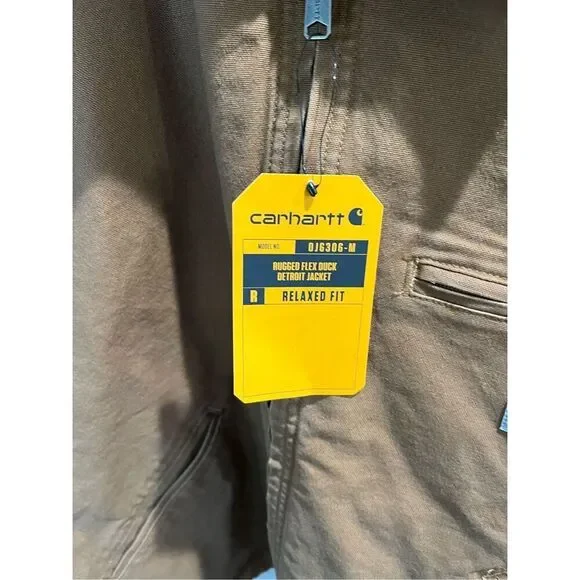 carhartt
MODEL NO. OJ6306-M
RUGGED FLEX DUCK
DETROIT JACKET
R RELAXED FIT